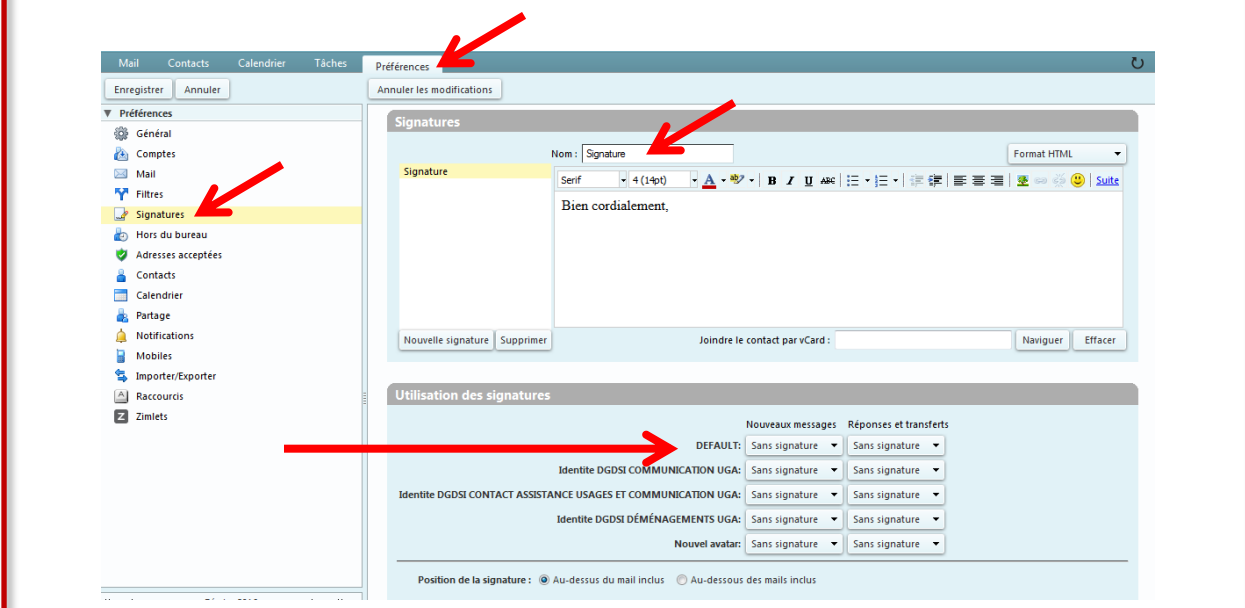 Mail Contacts Calendrier Tâches Préférences
Enregistrer Annuler Annuler les modifications
Préférences
Général
Comptes
Mail
Filtres
Signatures
Hors du bureau
Adresses acceptées
Contacts
Calendrier
Partage
Notifications
Mobiles
Importer/Exporter
Raccourcis
Zimlets
Signatures
Nom : Signature Format HTML
Signature
Serif 4 (14pt) A ab B I U ABC Suite
Bien cordialement,
Nouvelle signature Supprimer Joindre le contact par vCard : Naviguer Effacer
Utilisation des signatures
Nouveaux messages Réponses et transferts
DEFAULT: Sans signature Sans signature
Identite DGDSI COMMUNICATION UGA: Sans signature Sans signature
Identite DGDSI CONTACT ASSISTANCE USAGES ET COMMUNICATION UGA: Sans signature Sans signature
Identite DGDSI DÉMÉNAGEMENTS UGA: Sans signature Sans signature
Nouvel avatar: Sans signature Sans signature
Position de la signature : Au-dessus du mail inclus Au-dessous des mails inclus